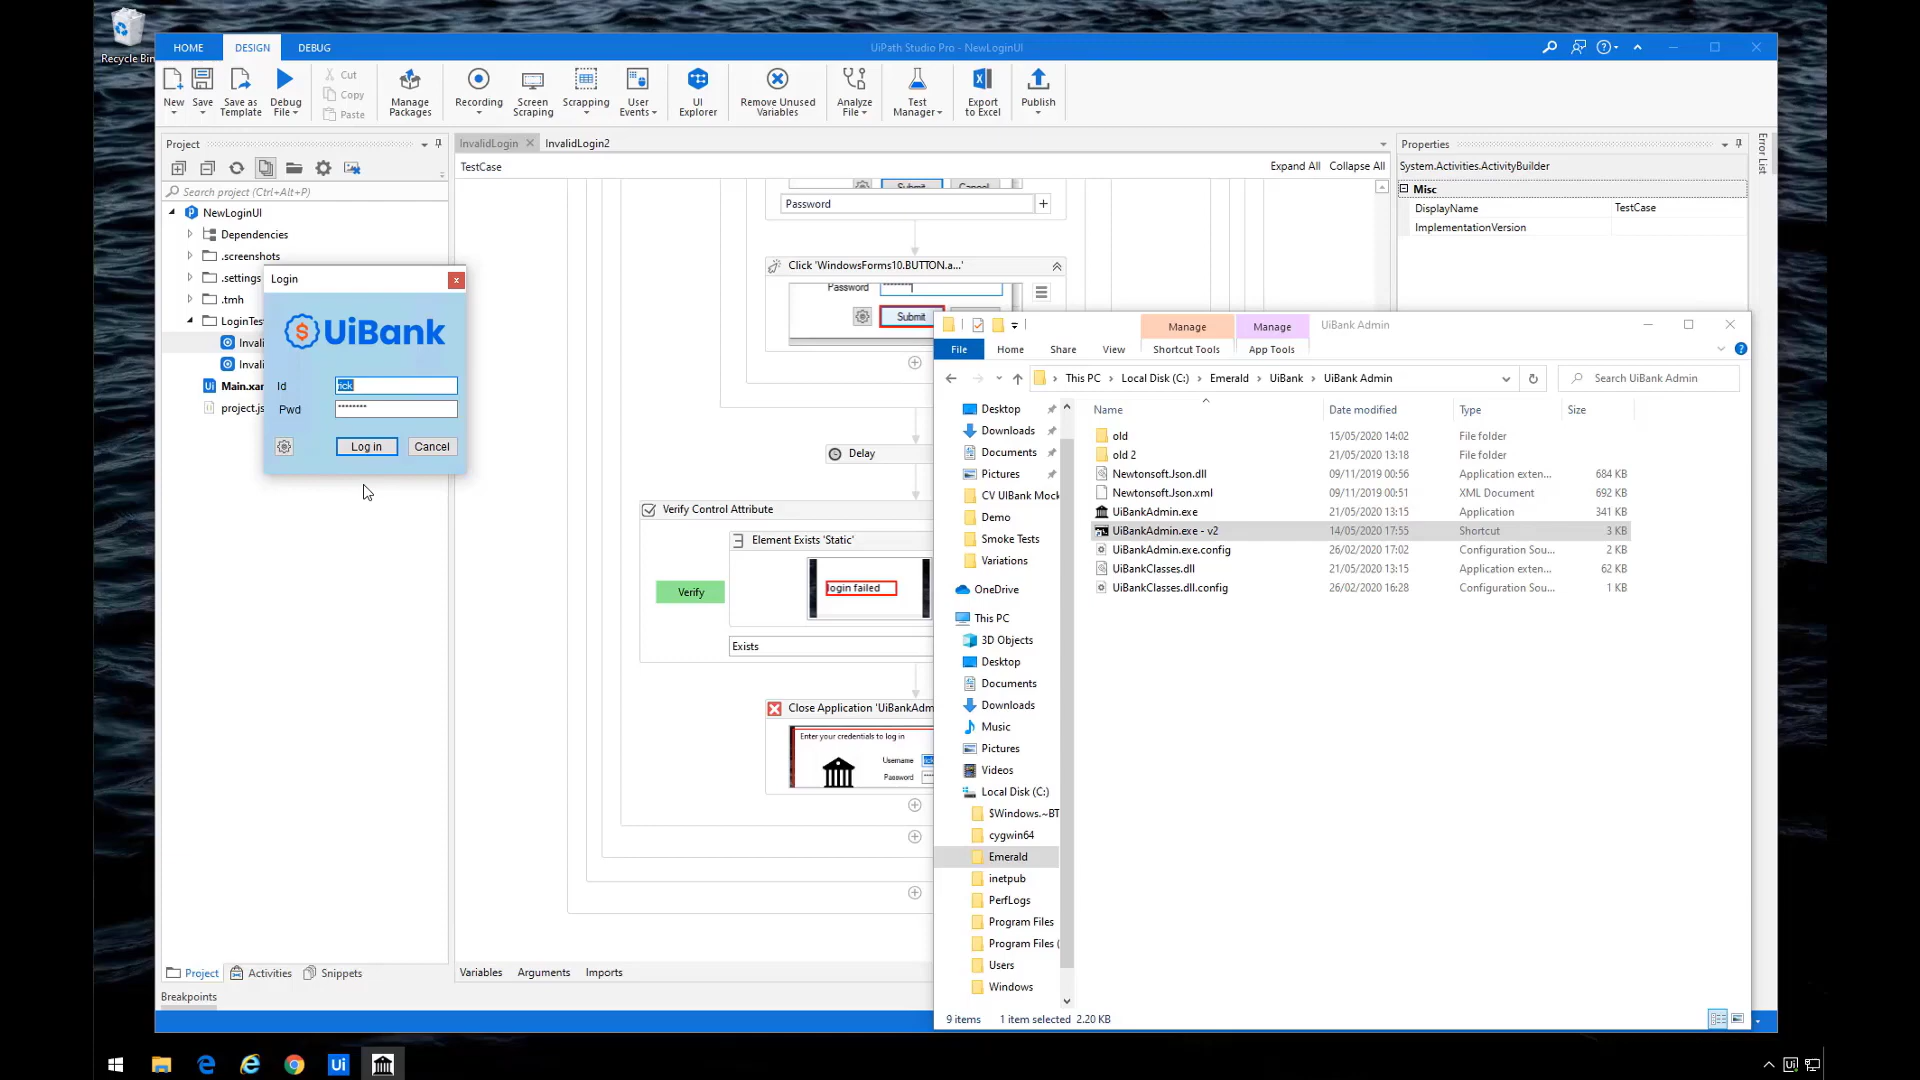 Recycle Bin
HOME
DESIGN
DEBUG
UiPath Studio Pro - NewLoginUI
New
Save
Save as
Template
Debug
File
Cut
Copy
Paste
Manage
Packages
Recording
Screen
Scraping
Scrapping
User
Events
UI
Explorer
Remove Unused
Variables
Analyze
File
Test
Manager
Export
to Excel
Publish
Project
Search project (Ctrl+Alt+P)
NewLoginUI
Dependencies
.screenshots
.settings
.tmh
LoginTest
Invali
Invali
Main.xam
project.js
InvalidLogin
InvalidLogin2
TestCase
Expand All
Collapse All
Submit
Cancel
Password
Click 'WindowsForms10.BUTTON.a...'
Password
Submit
Delay
Verify Control Attribute
Element Exists 'Static'
Verify
login failed
Exists
Close Application 'UiBankAdm
Enter your credentials to log in
Username
Password
Properties
System.Activities.ActivityBuilder
Misc
DisplayName
TestCase
ImplementationVersion
Error List
Login
UiBank
Id
rick
Pwd
********
Log in
Cancel
Manage
Manage
UiBank Admin
File
Home
Share
View
Shortcut Tools
App Tools
This PC
Local Disk (C:)
Emerald
UiBank
UiBank Admin
Search UiBank Admin
Desktop
Downloads
Documents
Pictures
CV UIBank Mock
Demo
Smoke Tests
Variations
OneDrive
This PC
3D Objects
Desktop
Documents
Downloads
Music
Pictures
Videos
Local Disk (C:)
$Windows.~BT
cygwin64
Emerald
inetpub
PerfLogs
Program Files
Program Files (
Users
Windows
Name
Date modified
Type
Size
old 15/05/2020 14:02 File folder
old 2 21/05/2020 13:18 File folder
Newtonsoft.Json.dll 09/11/2019 00:56 Application exten... 684 KB
Newtonsoft.Json.xml 09/11/2019 00:51 XML Document 692 KB
UiBankAdmin.exe 21/05/2020 13:15 Application 341 KB
UiBankAdmin.exe - v2 14/05/2020 17:55 Shortcut 3 KB
UiBankAdmin.exe.config 26/02/2020 17:02 Configuration Sou... 2 KB
UiBankClasses.dll 21/05/2020 13:15 Application exten... 62 KB
UiBankClasses.dll.config 26/02/2020 16:28 Configuration Sou... 1 KB
9 items
1 item selected 2.20 KB
Project
Activities
Snippets
Variables
Arguments
Imports
Breakpoints
Ui